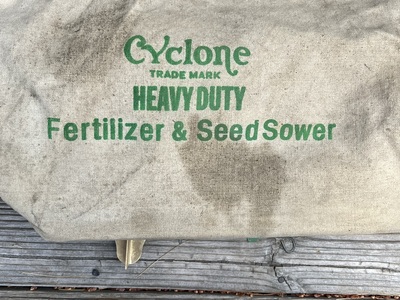 Cyclone
TRADE MARK
HEAVY DUTY
Fertilizer & Seed Sower